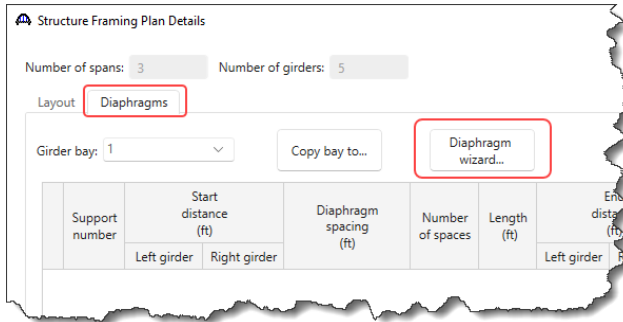 Structure Framing Plan Details
Number of spans: 3 Number of girders: 5
Layout Diaphragms
Girder bay: 1 Copy bay to... Diaphragm
wizard...
Support
number
Start
distance
(ft)
Left girder Right girder
Diaphragm
spacing
(ft)
Number
of spaces
Length
(ft)
Left girder